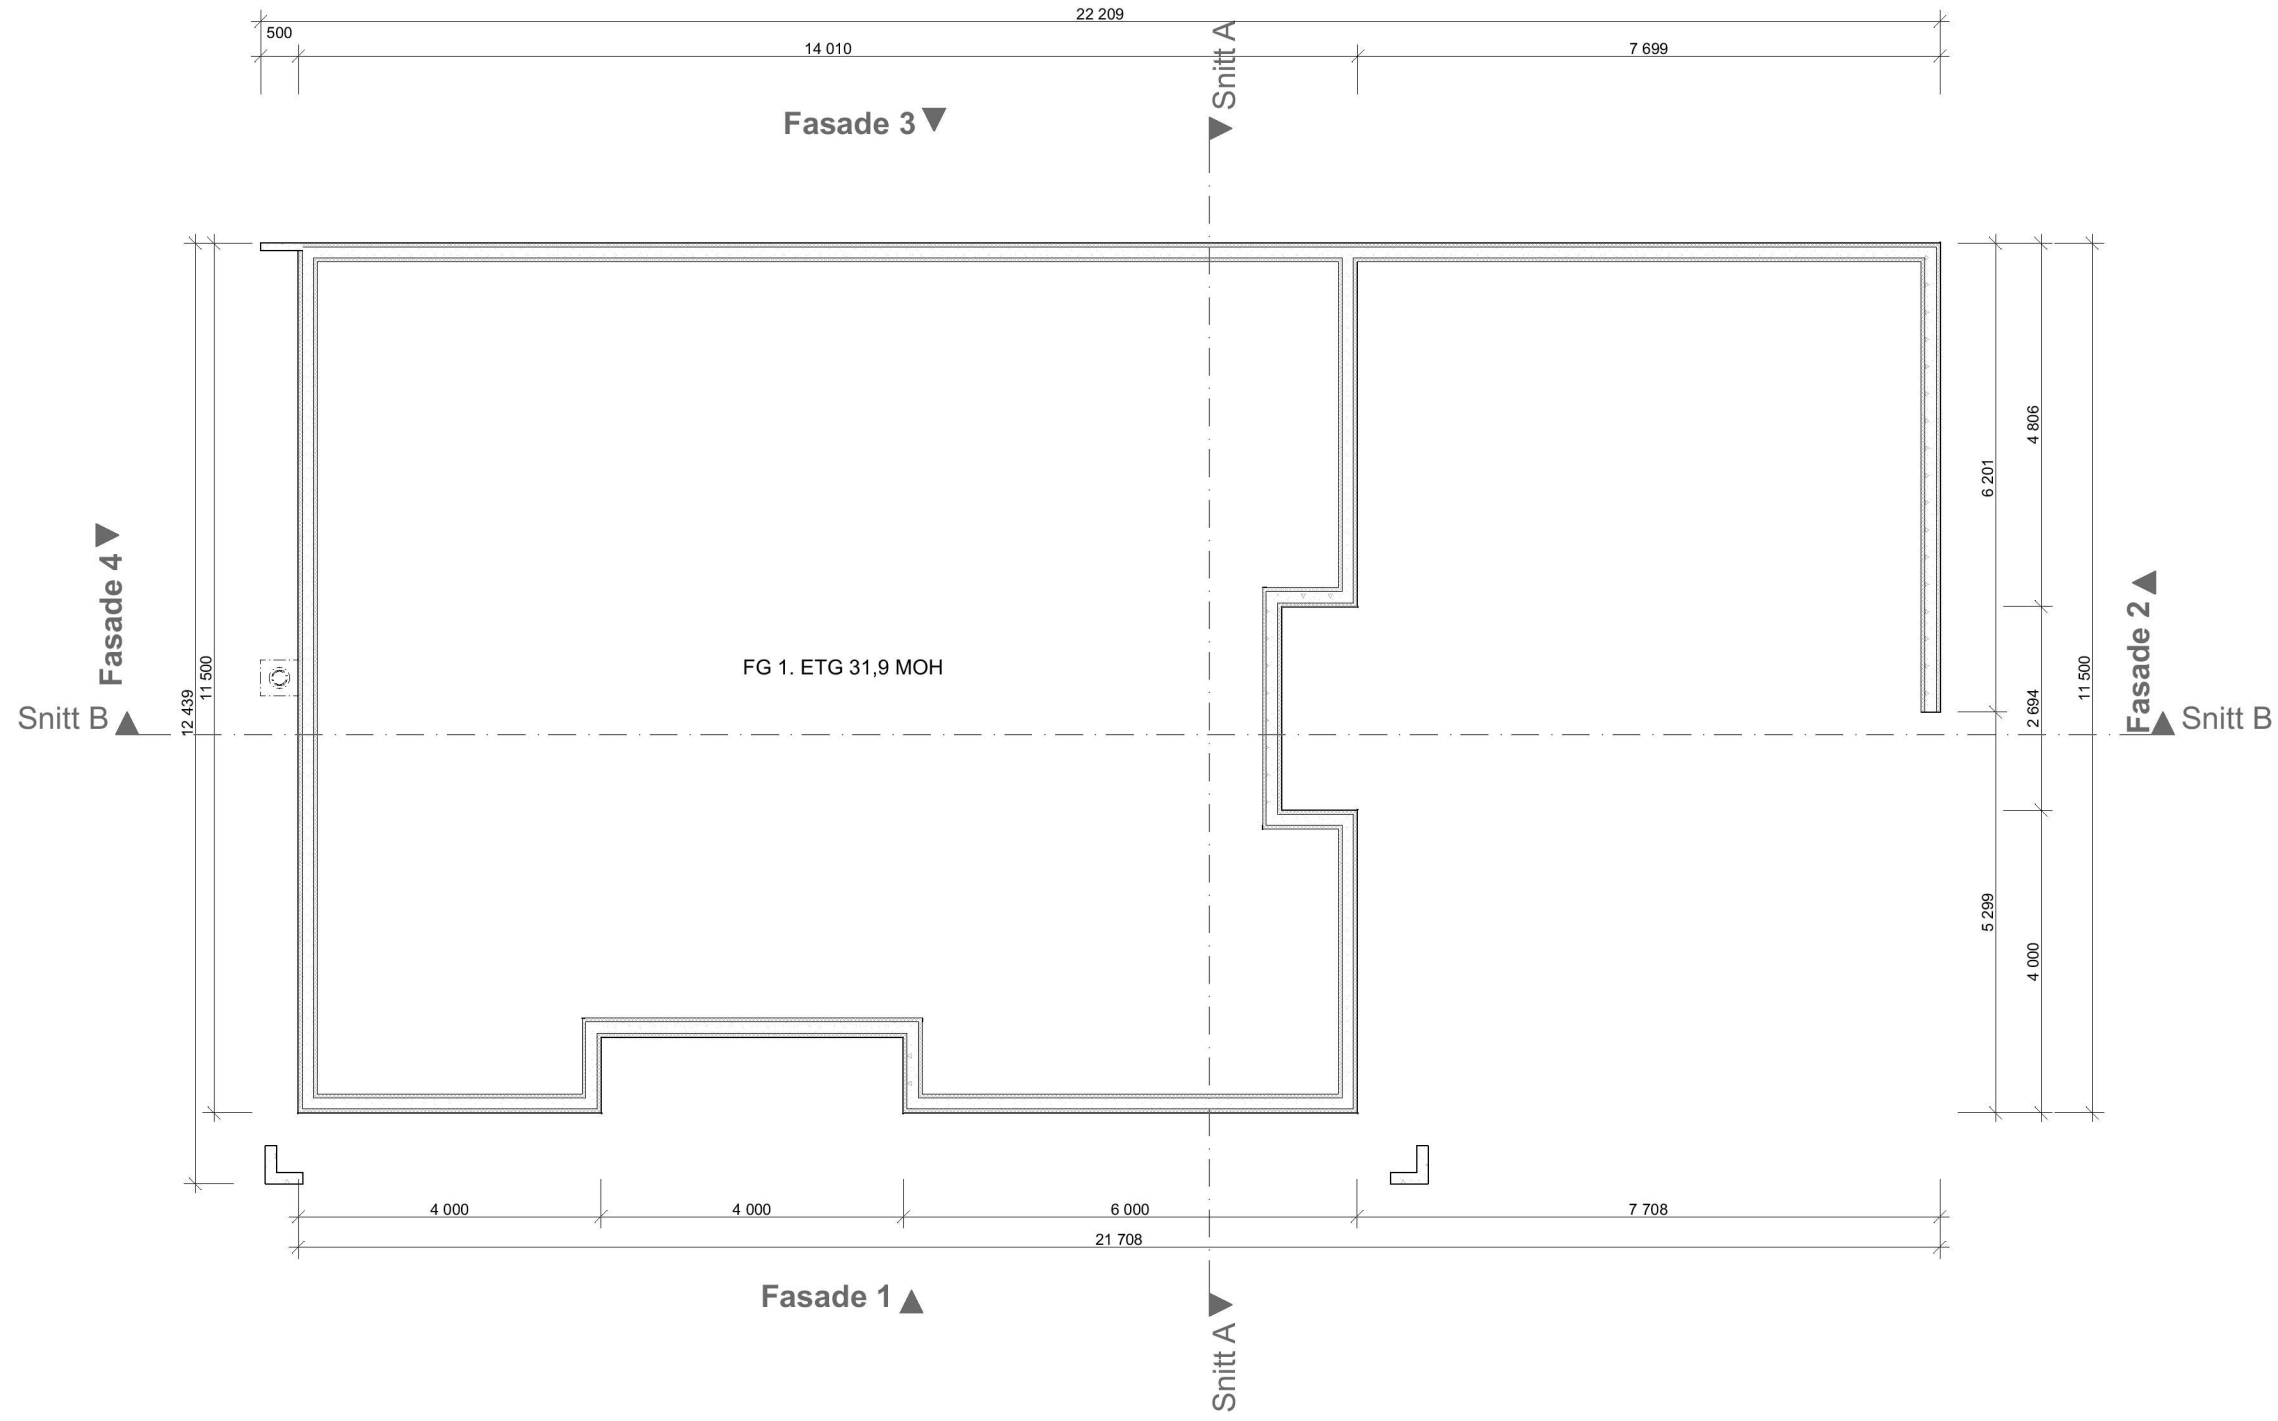 22 209
500
14 010
7 699
Snitt A
Fasade 3
4 806
6 201
Fasade 4
11 500
12 439
FG 1. ETG 31,9 MOH
Fasade 2
11 500
2 694
Snitt B
Snitt B
5 299
4 000
4 000
4 000
6 000
7 708
21 708
Fasade 1
Snitt A